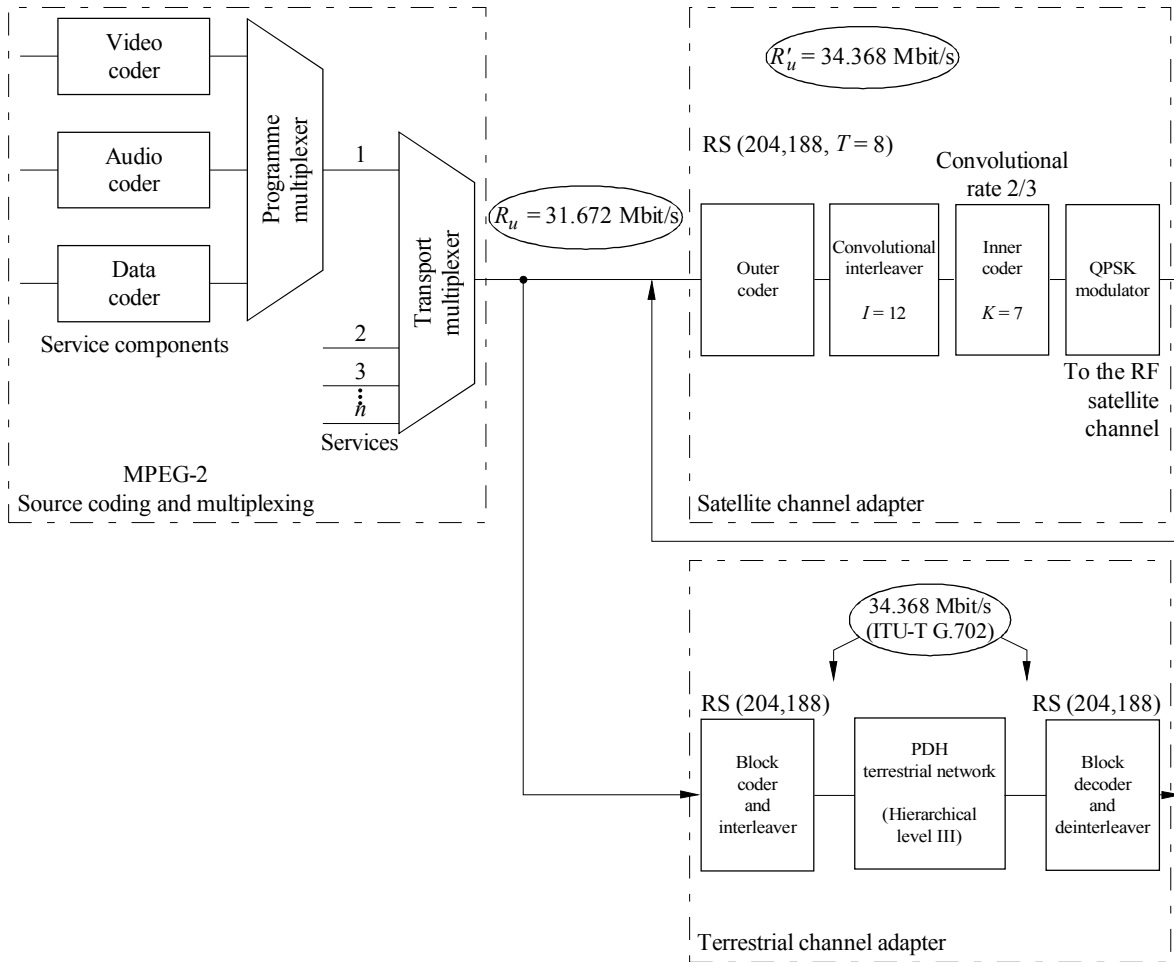 Video
coder
Audio
coder
Data
coder
Service components
Programme
multiplexer
1
2
3
n
Services
Transport
multiplexer
MPEG-2
Source coding and multiplexing
R_u = 31.672 Mbit/s
R'_u = 34.368 Mbit/s
RS (204,188, T = 8)
Convolutional
rate 2/3
Outer
coder
Convolutional
interleaver
I = 12
Inner
coder
K = 7
QPSK
modulator
To the RF
satellite
channel
Satellite channel adapter
34.368 Mbit/s
(ITU-T G.702)
RS (204,188)
RS (204,188)
Block
coder
and
interleaver
PDH
terrestrial network
(Hierarchical
level III)
Block
decoder
and
deinterleaver
Terrestrial channel adapter